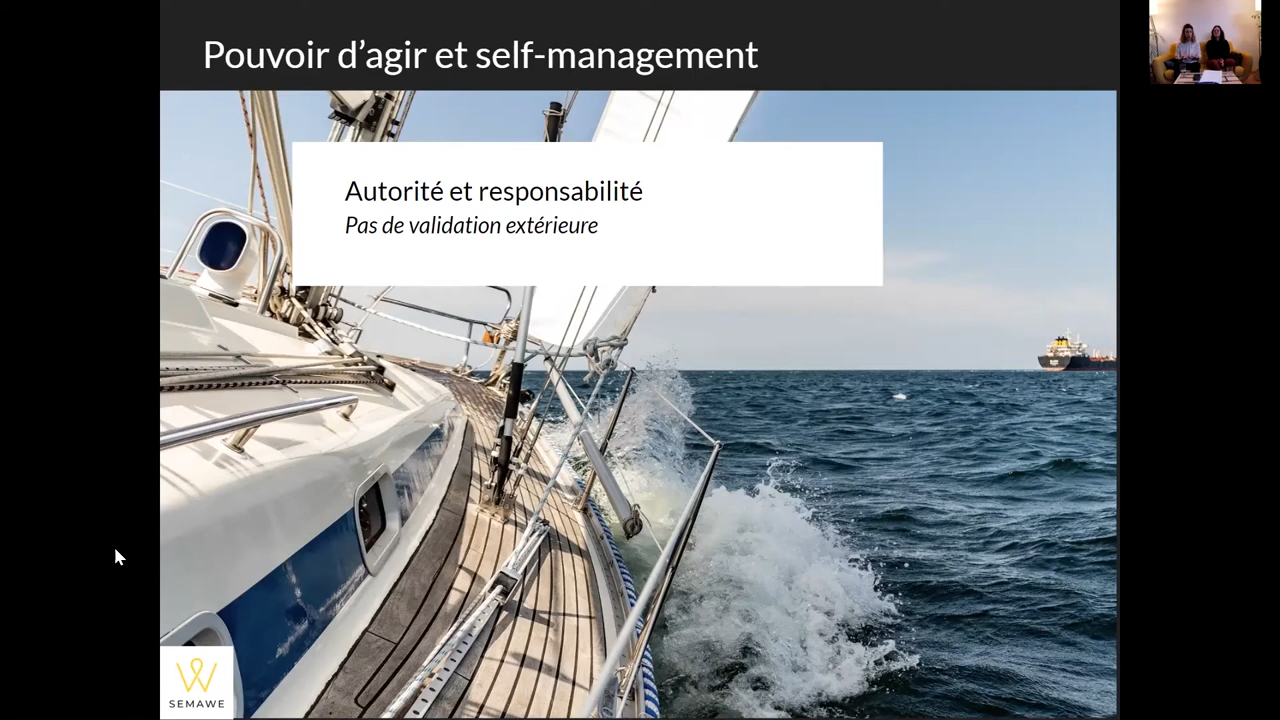 Pouvoir d’agir et self-management
Autorité et responsabilité
Pas de validation extérieure
SEMAWE